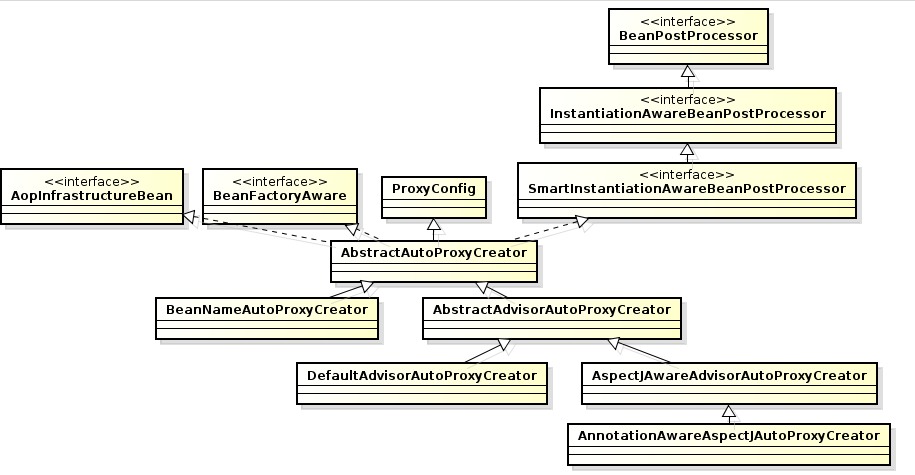 <<interface>>
BeanPostProcessor
<<interface>>
InstantiationAwareBeanPostProcessor
<<interface>>
AopInfrastructureBean
<<interface>>
BeanFactoryAware
ProxyConfig
<<interface>>
SmartInstantiationAwareBeanPostProcessor
AbstractAutoProxyCreator
BeanNameAutoProxyCreator
AbstractAdvisorAutoProxyCreator
DefaultAdvisorAutoProxyCreator
AspectJAwareAdvisorAutoProxyCreator
AnnotationAwareAspectJAutoProxyCreator